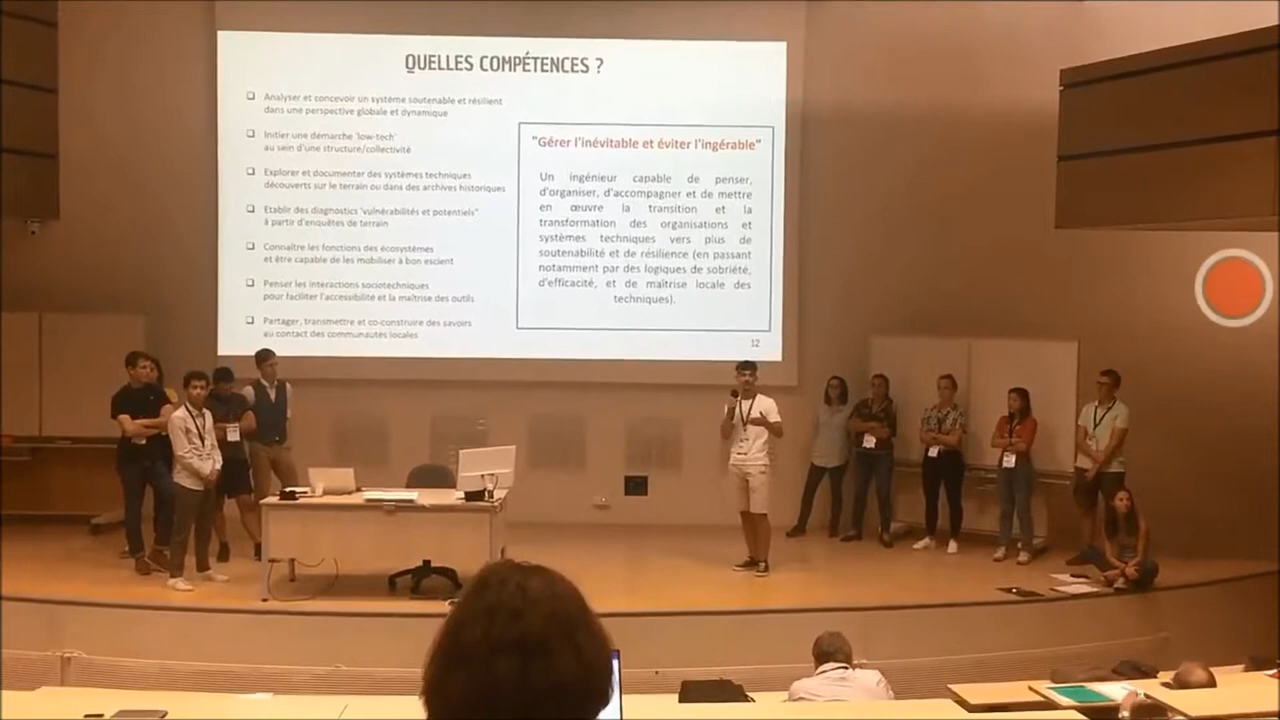 QUELLES COMPÉTENCES ?
Analyser et concevoir un système soutenable et résilient
dans une perspective globale et dynamique
Initier une démarche 'low-tech'
au sein d'une structure/collectivité
Explorer et documenter des systèmes techniques
découverts sur le terrain ou dans des archives historiques
Etablir des diagnostics "vulnérabilités et potentiels"
à partir d'enquêtes de terrain
Connaître les fonctions des écosystèmes
et être capable de les mobiliser à bon escient
Penser les interactions sociotechniques
pour faciliter l'accessibilité et la maîtrise des outils
Partager, transmettre et co-construire des savoirs
au contact des communautés locales
"Gérer l'inévitable et éviter l'ingérable"
Un ingénieur capable de penser,
d'organiser, d'accompagner et de mettre
en œuvre la transition et la
transformation des organisations et
systèmes techniques vers plus de
soutenabilité et de résilience (en passant
notamment par des logiques de sobriété,
d'efficacité, et de maîtrise locale des
techniques).
12